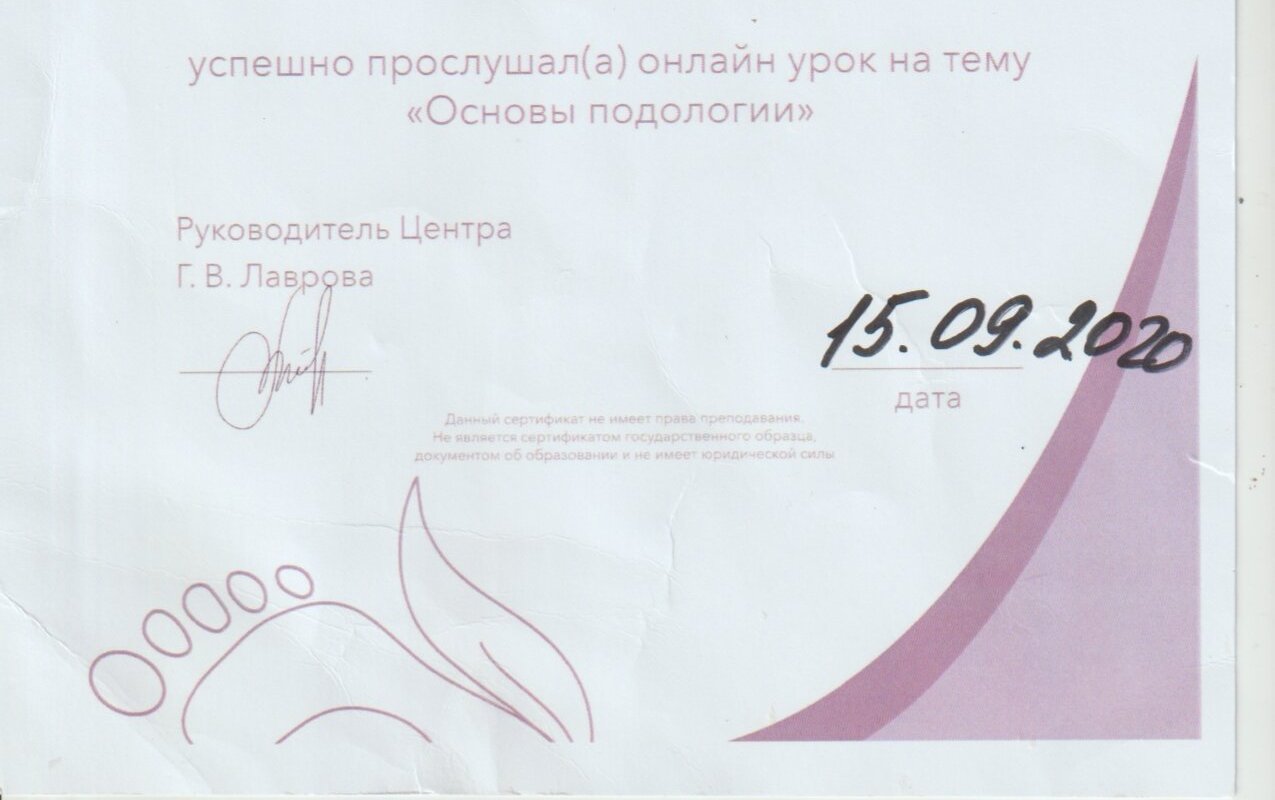 успешно прослушал(а) онлайн урок на тему
«Основы подологии»
Руководитель Центра
Г. В. Лаврова
15.09.2020
дата
Данный сертификат не имеет права преподавания.
Не является сертификатом государственного образца,
документом об образовании и не имеет юридической силы